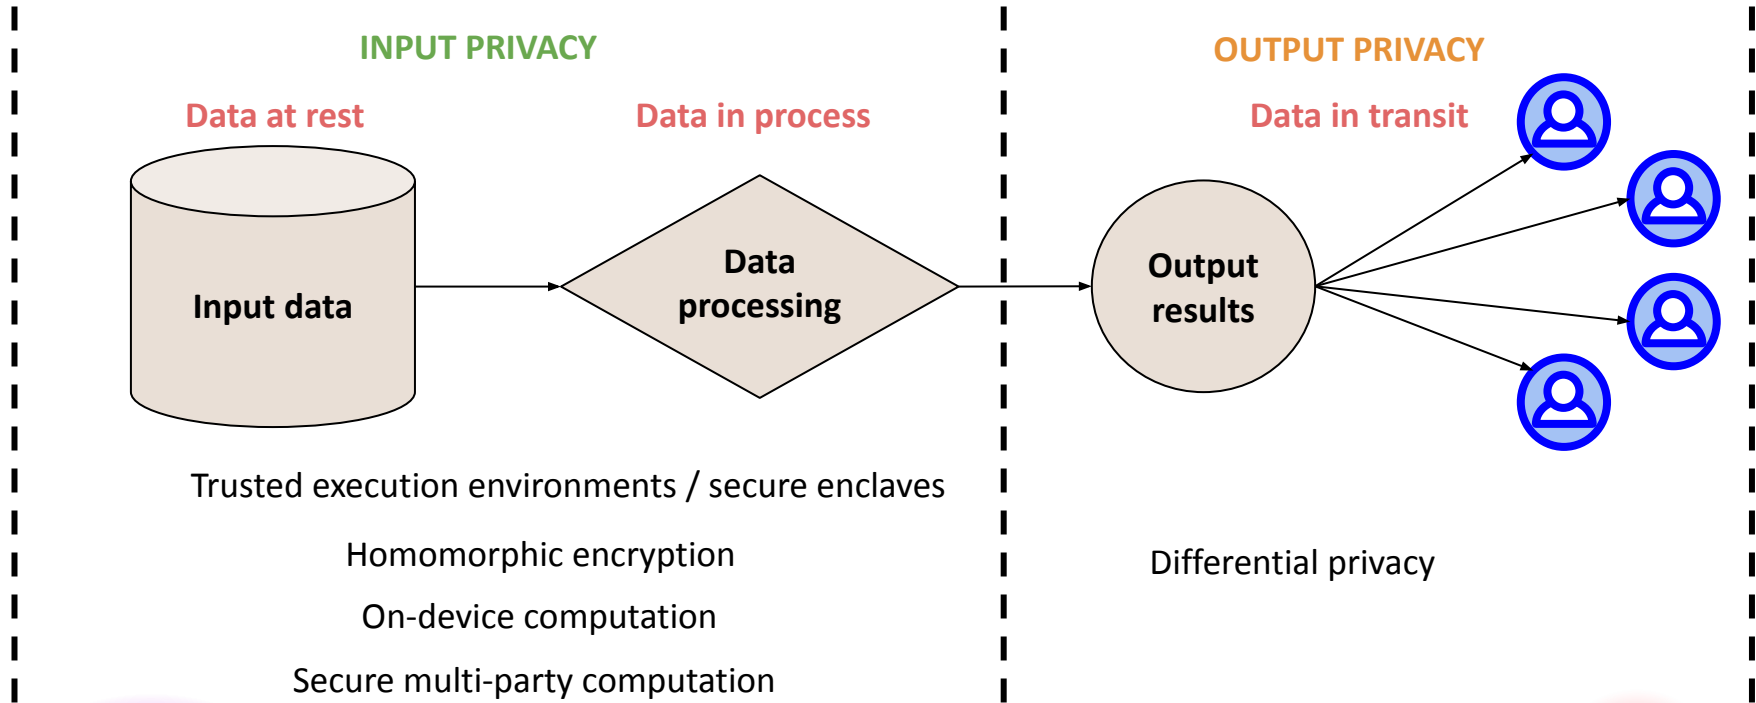 INPUT PRIVACY
OUTPUT PRIVACY
Data at rest
Data in process
Data in transit
Input data
Data
processing
Output
results
Trusted execution environments / secure enclaves
Homomorphic encryption
Differential privacy
On-device computation
Secure multi-party computation